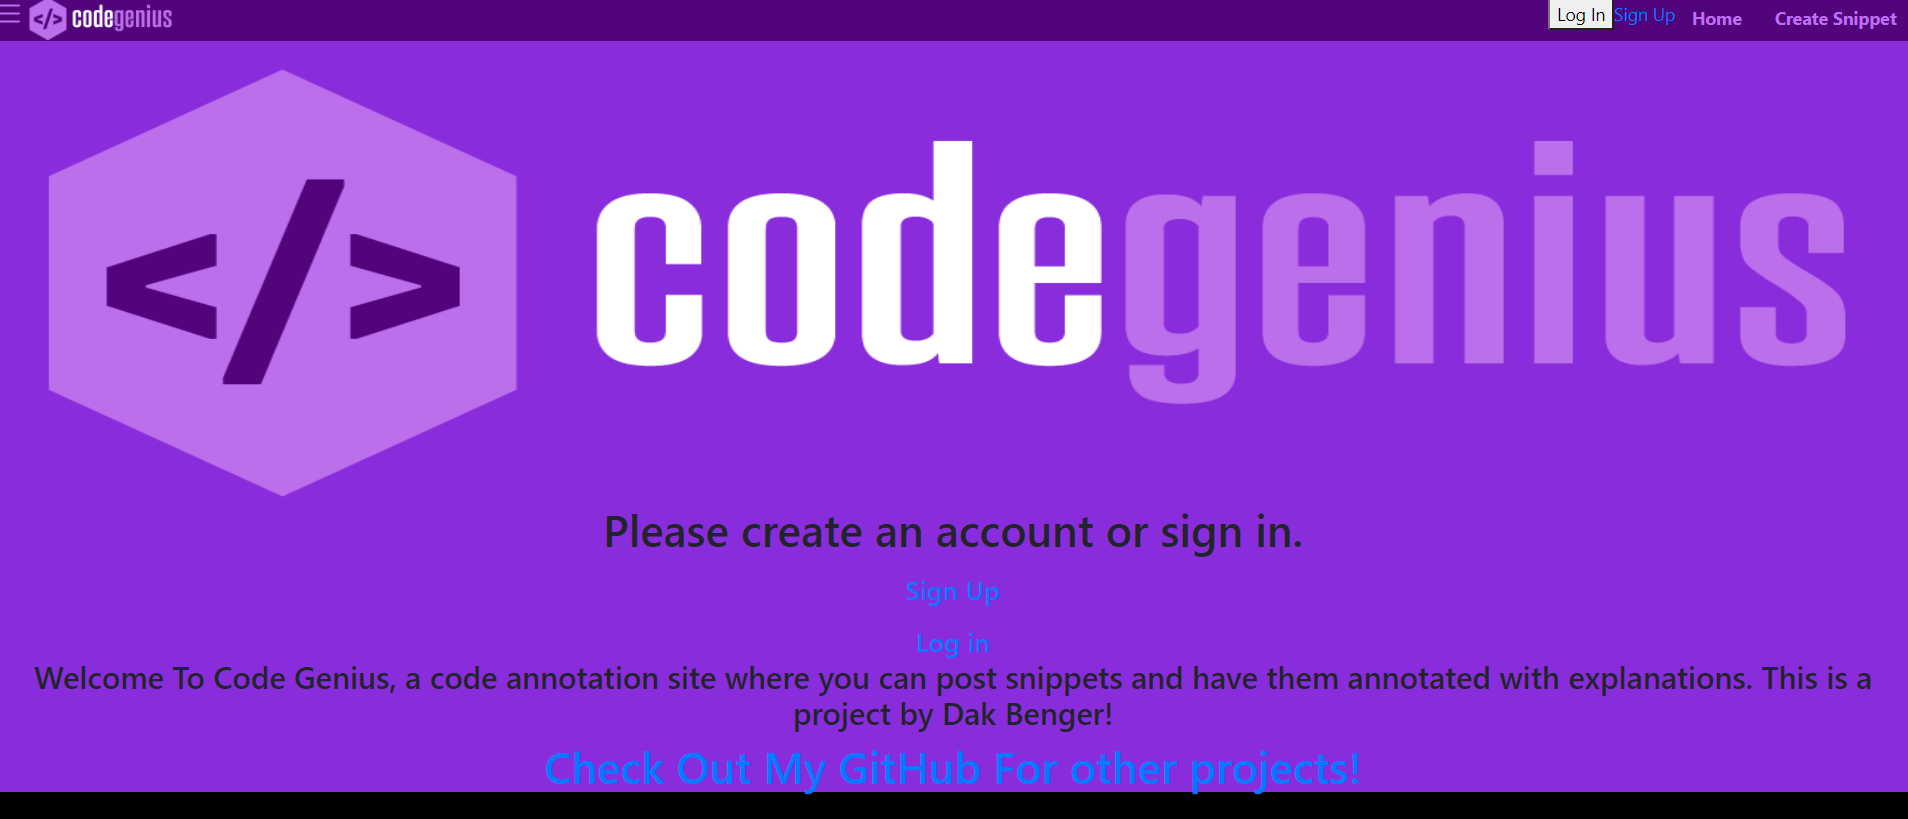 </> codegenius
Log In Sign Up Home Create Snippet
</> codegenius
Please create an account or sign in.
Sign Up
Log in
Welcome To Code Genius, a code annotation site where you can post snippets and have them annotated with explanations. This is a
project by Dak Benger!
Check Out My GitHub For other projects!